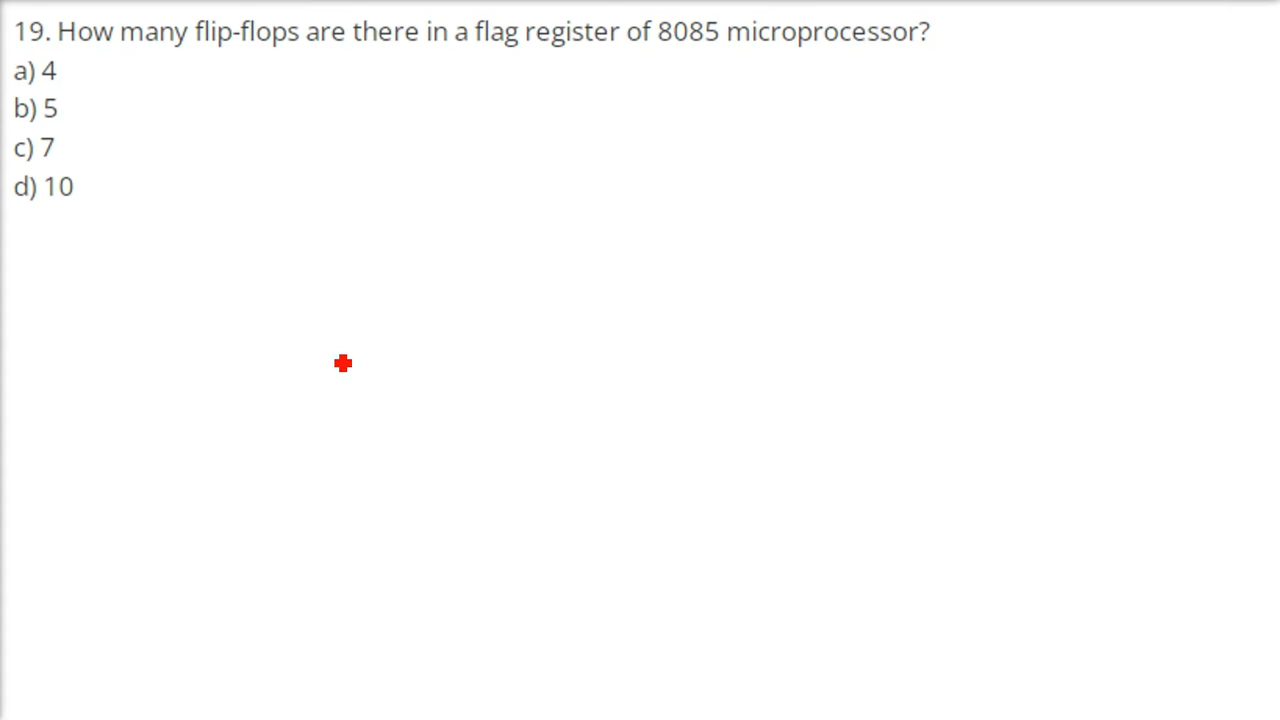 19. How many flip-flops are there in a flag register of 8085 microprocessor?
a) 4
b) 5
c) 7
d) 10